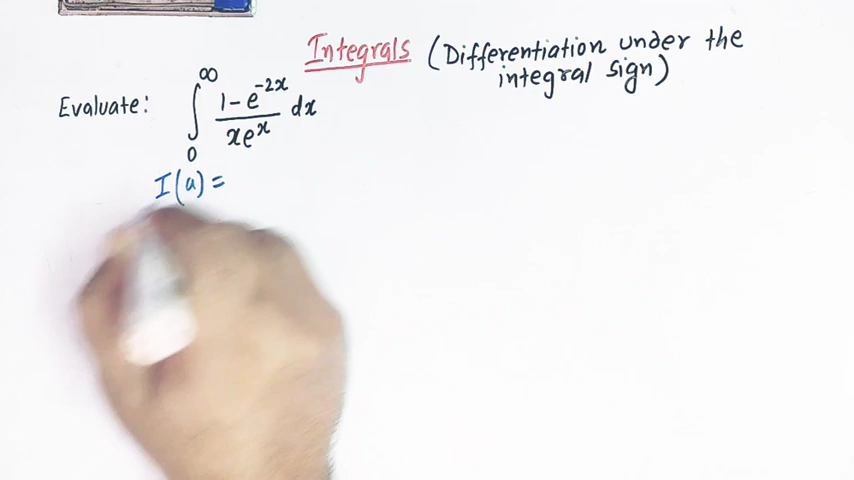 Integrals (Differentiation under the
integral sign)
Evaluate: ∫₀^∞ (1-e^(-2x))/(xe^x) dx
I(a) =